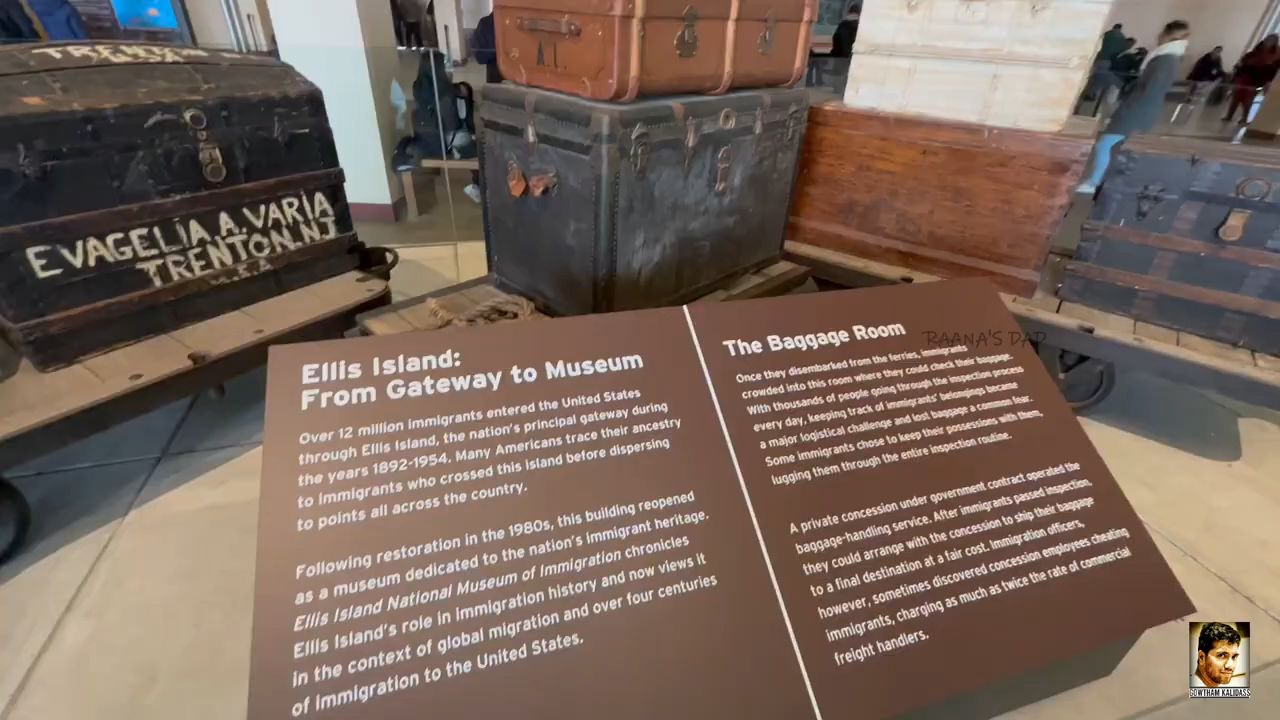 TRENTON
U.S.A
EVAGELIA A. VARIA
TRENTON. N.J
U.S.A
A.L.
Ellis Island:
From Gateway to Museum
Over 12 million immigrants entered the United States
through Ellis Island, the nation's principal gateway during
the years 1892-1954. Many Americans trace their ancestry
to immigrants who crossed this island before dispersing
to points all across the country.
Following restoration in the 1980s, this building reopened
as a museum dedicated to the nation's immigrant heritage.
Ellis Island National Museum of Immigration chronicles
Ellis Island's role in immigration history and now views it
in the context of global migration and over four centuries
of immigration to the United States.
The Baggage Room
Once they disembarked from the ferries, immigrants
crowded into this room where they could check their baggage.
With thousands of people going through the inspection process
every day, keeping track of immigrants' belongings became
a major logistical challenge and lost baggage a common fear.
Some immigrants chose to keep their possessions with them,
lugging them through the entire inspection routine.
A private concession under government contract operated the
baggage-handling service. After immigrants passed inspection,
they could arrange with the concession to ship their baggage
to a final destination at a fair cost. Immigration officers,
however, sometimes discovered concession employees cheating
immigrants, charging as much as twice the rate of commercial
freight handlers.
RAANA'S DAD
GOWTHAM KALIDASS